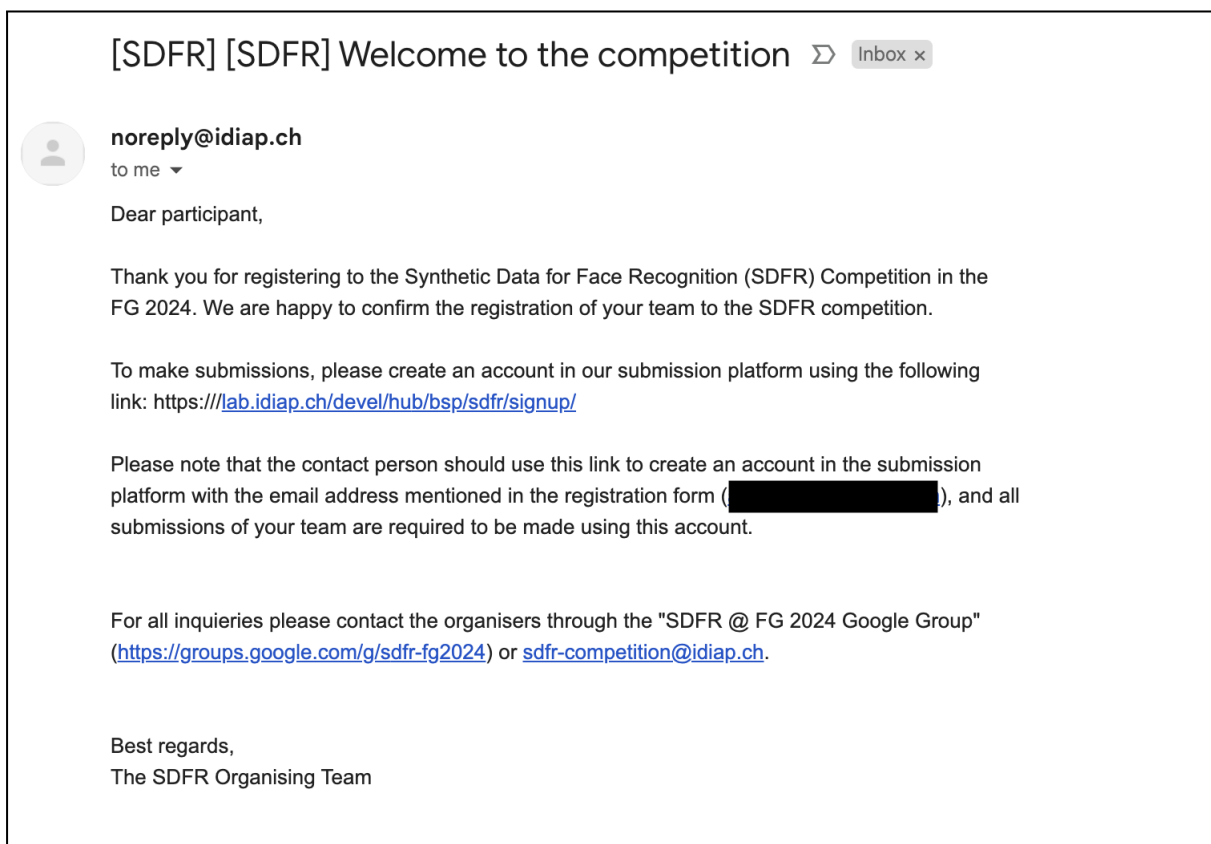 [SDFR] [SDFR] Welcome to the competition Inbox ×
noreply@idiap.ch
to me
Dear participant,
Thank you for registering to the Synthetic Data for Face Recognition (SDFR) Competition in the
FG 2024. We are happy to confirm the registration of your team to the SDFR competition.
To make submissions, please create an account in our submission platform using the following
link: https:///lab.idiap.ch/devel/hub/bsp/sdfr/signup/
Please note that the contact person should use this link to create an account in the submission
platform with the email address mentioned in the registration form ( ), and all
submissions of your team are required to be made using this account.
For all inquieries please contact the organisers through the "SDFR @ FG 2024 Google Group"
(https://groups.google.com/g/sdfr-fg2024) or sdfr-competition@idiap.ch.
Best regards,
The SDFR Organising Team